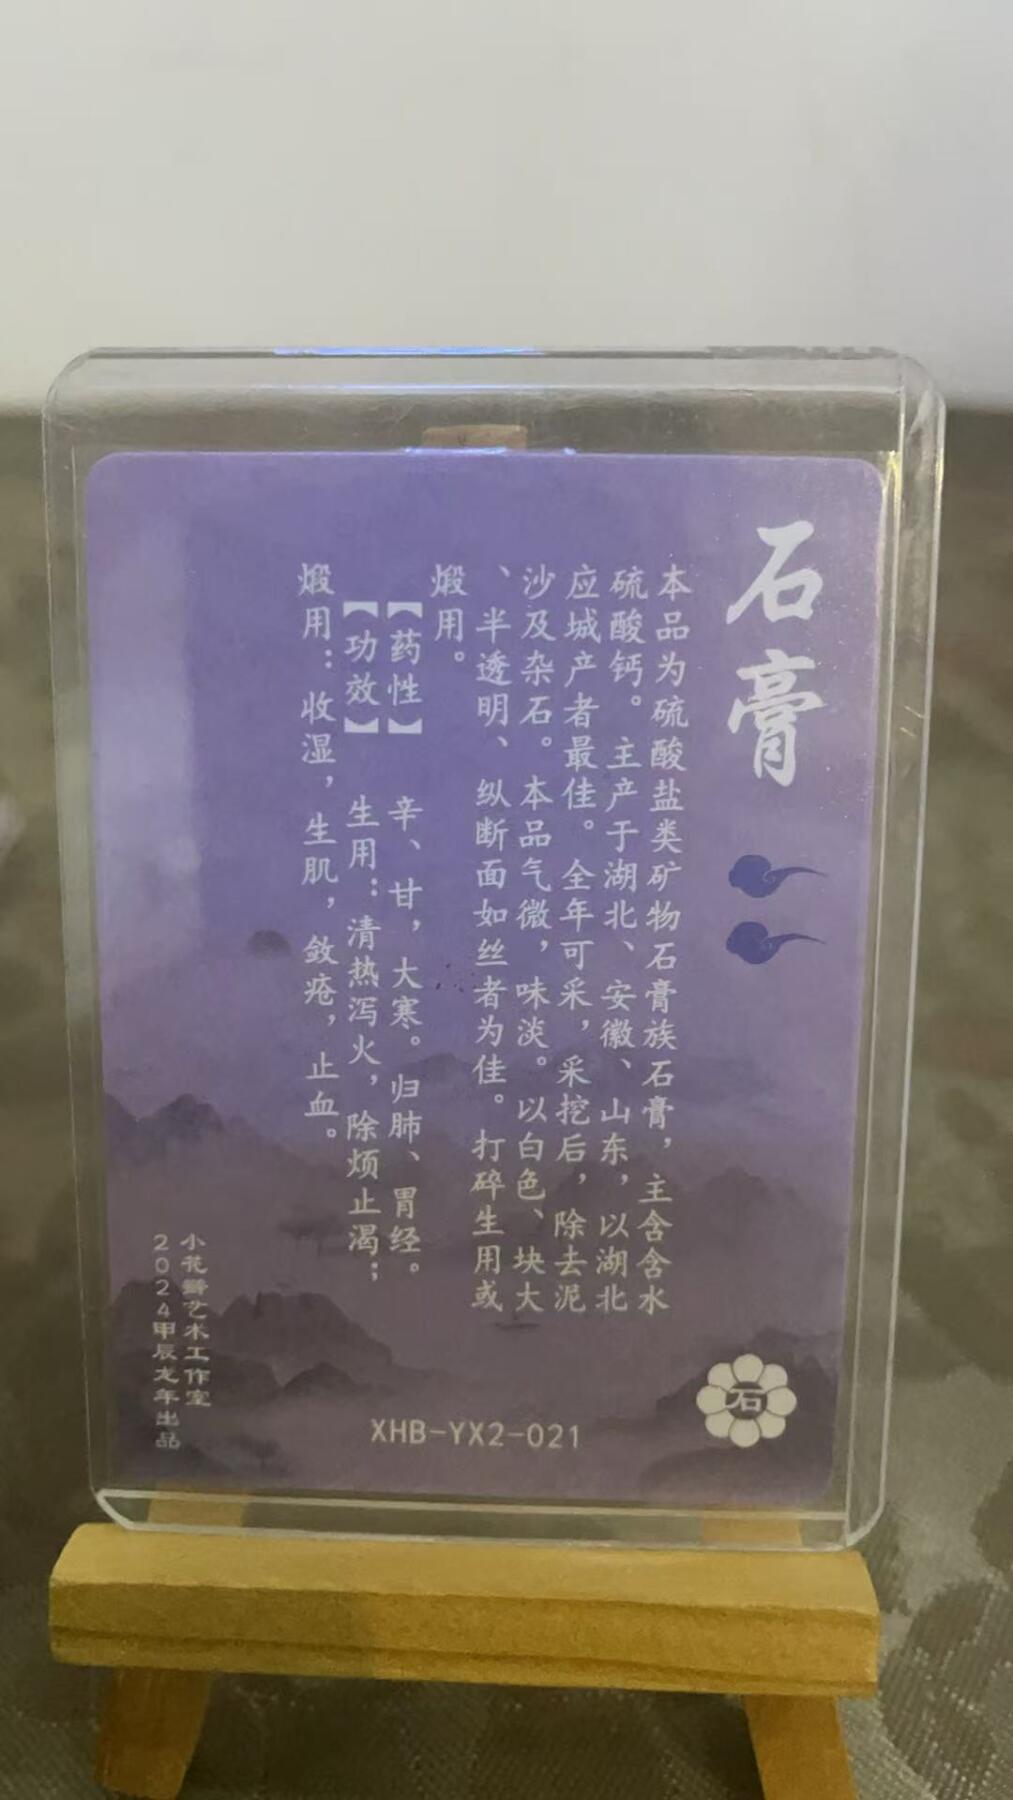 石膏
本品为硫酸盐类矿物石膏族石膏，主含含水
硫酸钙。主产于湖北、安徽、山东，以湖北
应城产者最佳。全年可采，采挖后，除去泥
沙及杂石。本品气微，味淡。以白色、块大
、半透明、纵断面如丝者为佳。打碎生用或
煅用。
【药性】 辛、甘，大寒。归肺、胃经。
【功效】 生用：清热泻火，除烦止渴；
煅用：收湿，生肌，敛疮，止血。
小花瓣艺术工作室
2024甲辰龙年出品
XHB-YX2-021
石